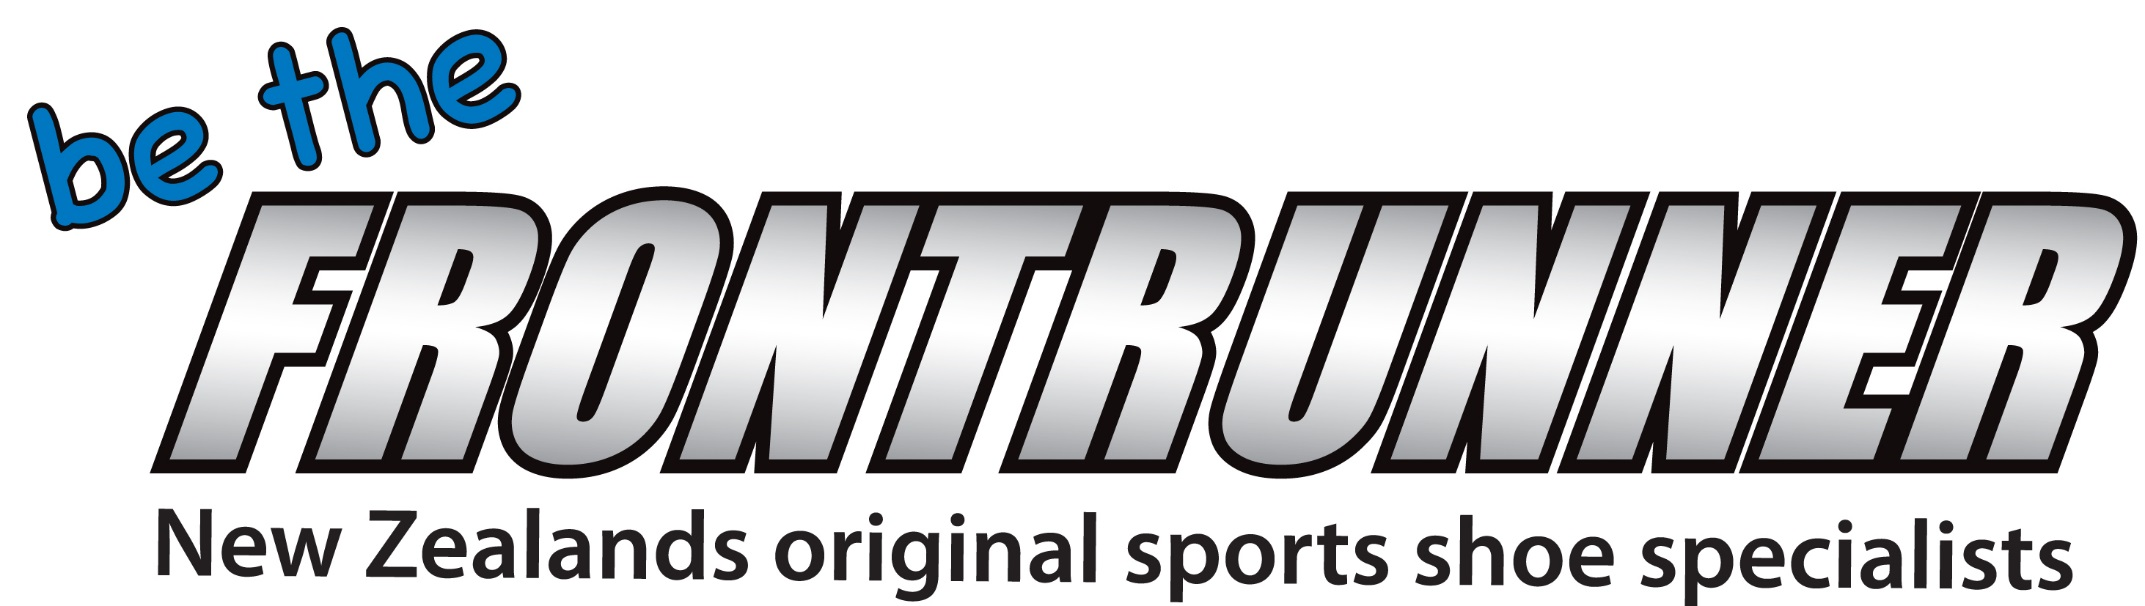 be the
FRONTRUNNER
New Zealands original sports shoe specialists